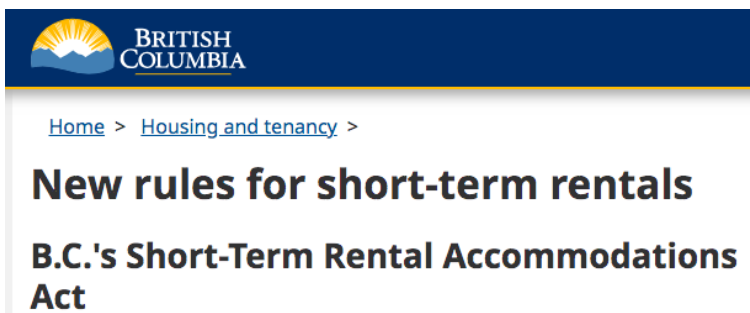 BRITISH
COLUMBIA
Home > Housing and tenancy >
New rules for short-term rentals
B.C.'s Short-Term Rental Accommodations
Act